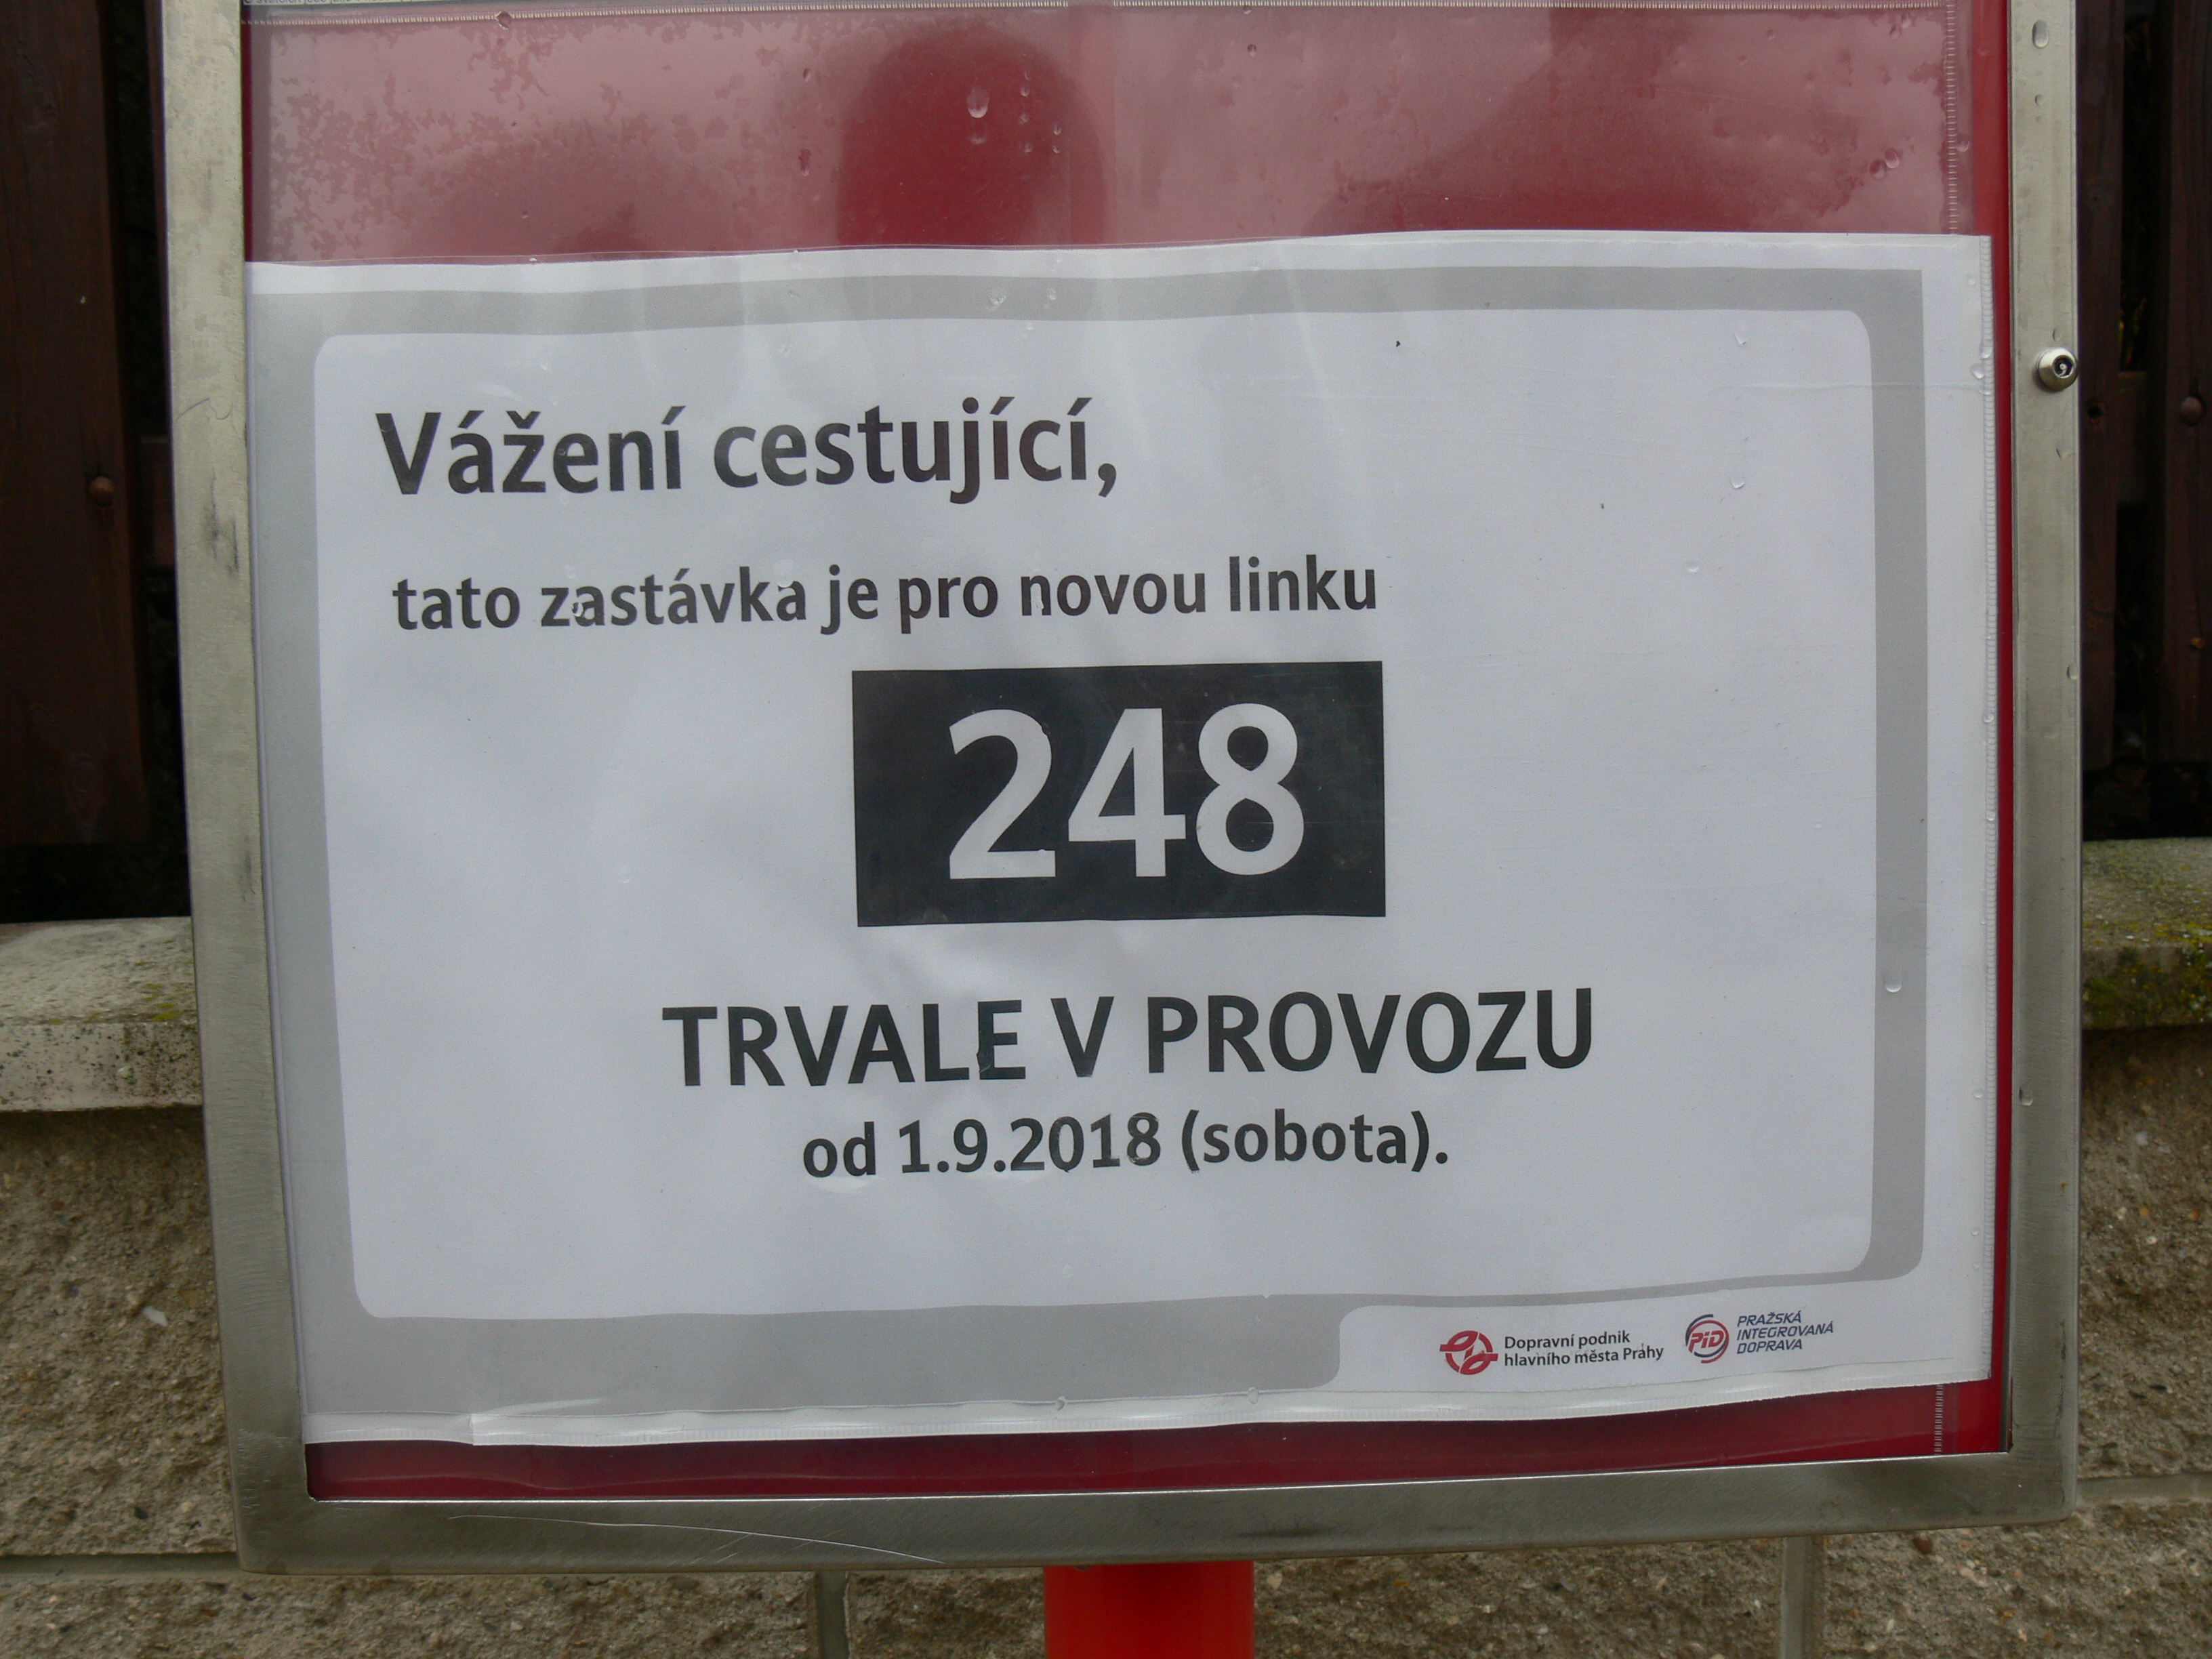 Vážení cestující,
tato zastávka je pro novou linku
248
TRVALE V PROVOZU
od 1.9.2018 (sobota).
Dopravní podnik
hlavního města Prahy
PID
PRAŽSKÁ
INTEGROVANÁ
DOPRAVA